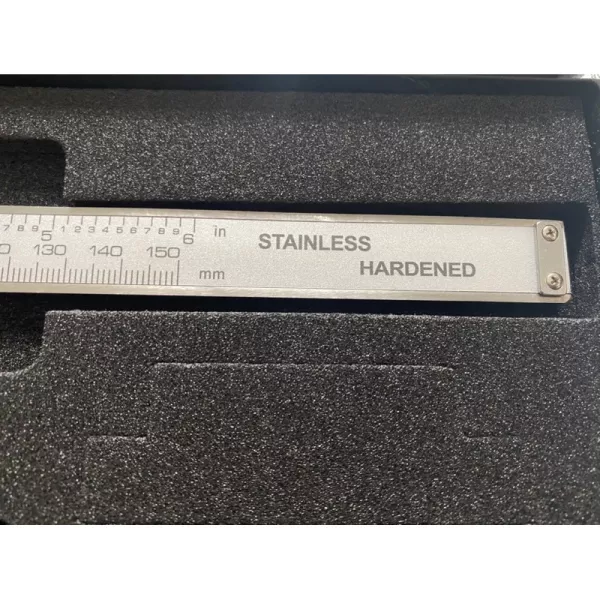 7 8 9 5 1 2 3 4 5 6 7 8 9 6 in
130 140 150 mm
STAINLESS
HARDENED